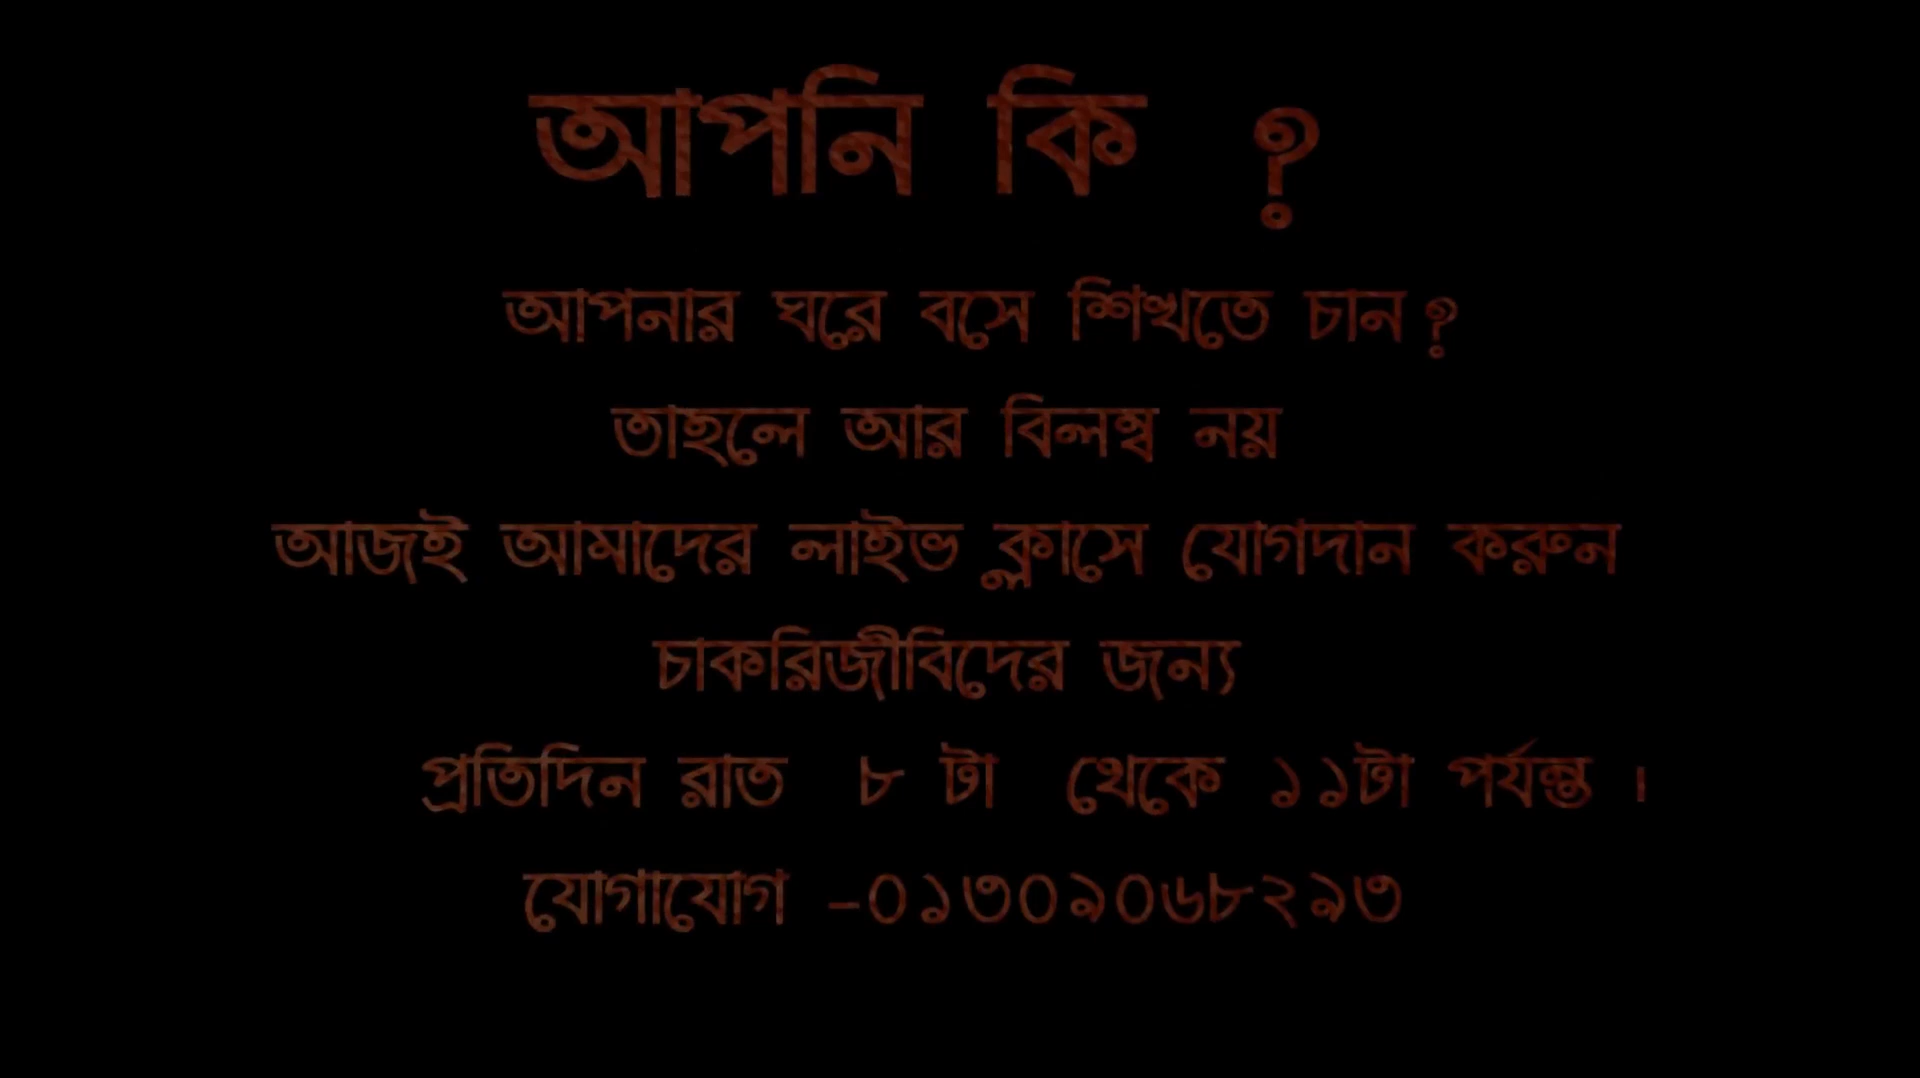 আপনি কি ?
আপনার ঘরে বসে শিখতে চান ?
তাহলে আর বিলম্ব নয়
আজই আমাদের লাইভ ক্লাসে যোগদান করুন
চাকরিজীবিদের জন্য
প্রতিদিন রাত ৮ টা থেকে ১১টা পর্যন্ত ।
যোগাযোগ -০১৩০৯০৬৮২৯৩